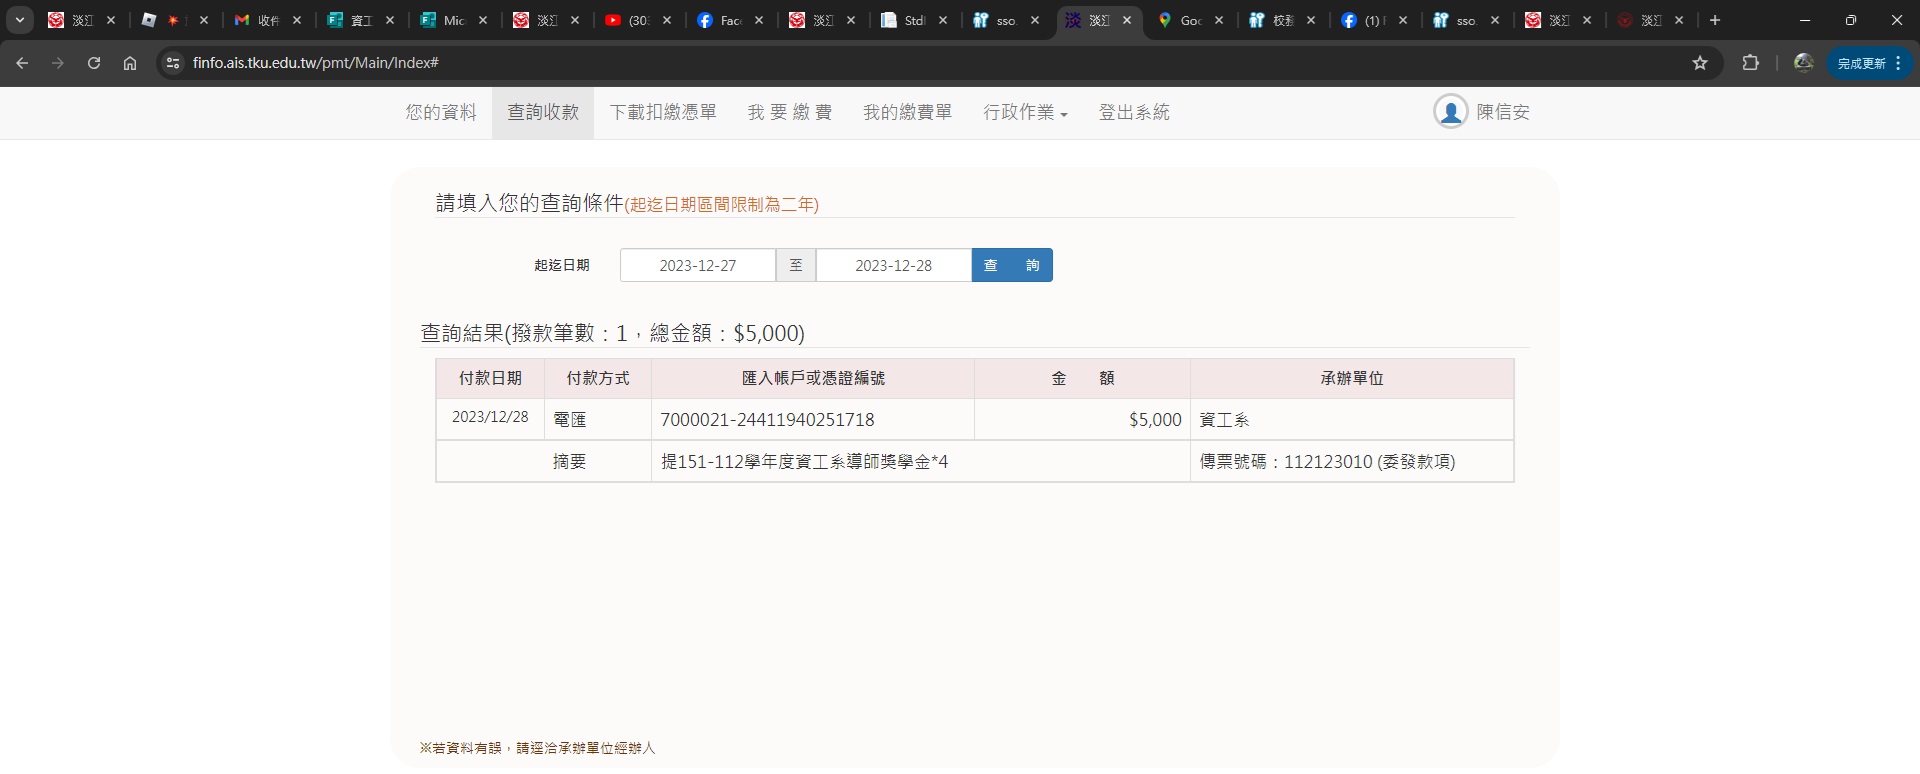 淡江
收件
資工
Mic
淡江
(30
Fac
淡江
Std
sso.
淡江
Goo
校務
(1)
sso.
淡江
淡江
finfo.ais.tku.edu.tw/pmt/Main/Index#
完成更新
您的資料 查詢收款 下載扣繳憑單 我 要 繳 費 我的繳費單 行政作業 登出系統 陳信安
請填入您的查詢條件(起迄日期區間限制為二年)
起迄日期 2023-12-27 至 2023-12-28 查 詢
查詢結果(撥款筆數：1，總金額：$5,000)
付款日期 付款方式 匯入帳戶或憑證編號 金 額 承辦單位
2023/12/28 電匯 7000021-24411940251718 $5,000 資工系
摘要 提151-112學年度資工系導師獎學金*4 傳票號碼：112123010 (委發款項)
※若資料有誤，請逕洽承辦單位經辦人